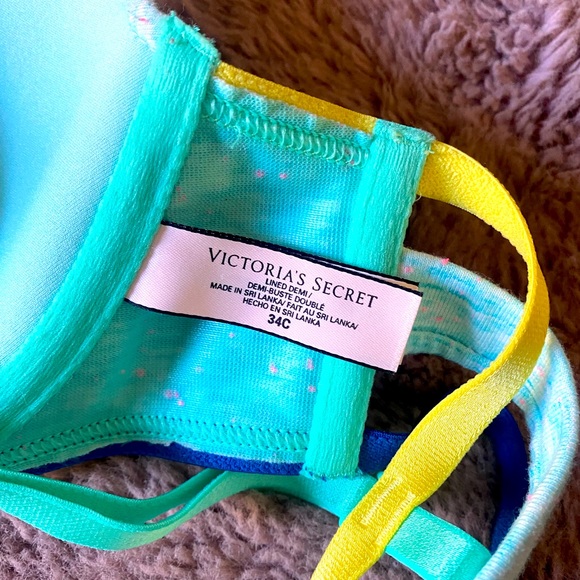 VICTORIA'S SECRET
LINED DEMI/
DEMI-BUSTE DOUBLÉ
MADE IN SRI LANKA/ FAIT AU SRI LANKA/
HECHO EN SRI LANKA
34C